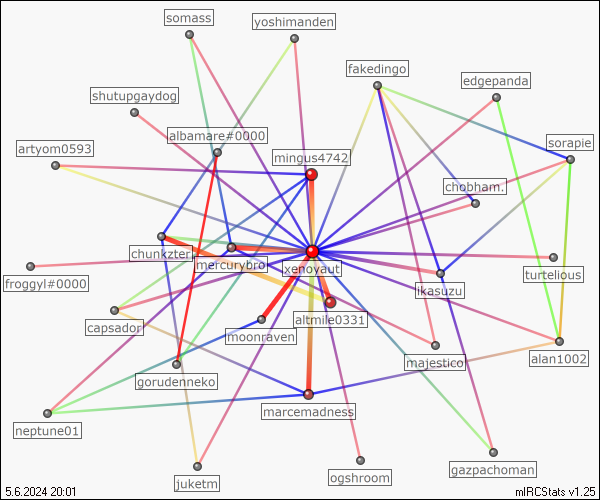 somass
yoshimanden
fakedingo
edgepanda
shutupgaydog
albamare#0000
artyom0593
mingus4742
sorapie
chobham.
chunkzter
mercurybro
xenovaut
froggyl#0000
ikasuzu
turtelious
capsador
moonraven
altmile0331
majestico
alan1002
gorudenneko
marcemadness
neptune01
juketm
ogshroom
gazpachoman
5.6.2024 20:01
mIRCStats v1.25